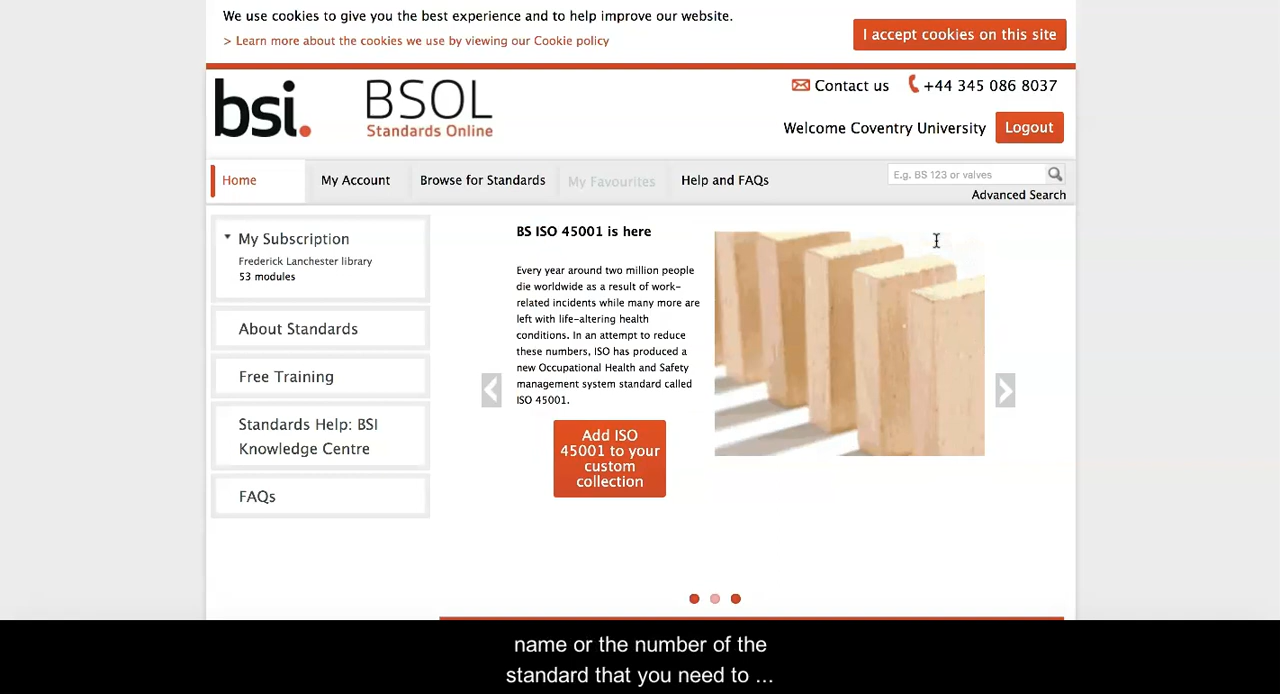 We use cookies to give you the best experience and to help improve our website.
> Learn more about the cookies we use by viewing our Cookie policy
I accept cookies on this site
bsi.
BSOL
Standards Online
Contact us
+44 345 086 8037
Welcome Coventry University
Logout
Home
My Account
Browse for Standards
My Favourites
Help and FAQs
E.g. BS 123 or valves
Advanced Search
My Subscription
Frederick Lanchester library
53 modules
About Standards
Free Training
Standards Help: BSI
Knowledge Centre
FAQs
BS ISO 45001 is here
Every year around two million people
die worldwide as a result of work-
related incidents while many more are
left with life-altering health
conditions. In an attempt to reduce
these numbers, ISO has produced a
new Occupational Health and Safety
management system standard called
ISO 45001.
Add ISO
45001 to your
custom
collection
name or the number of the
standard that you need to ...